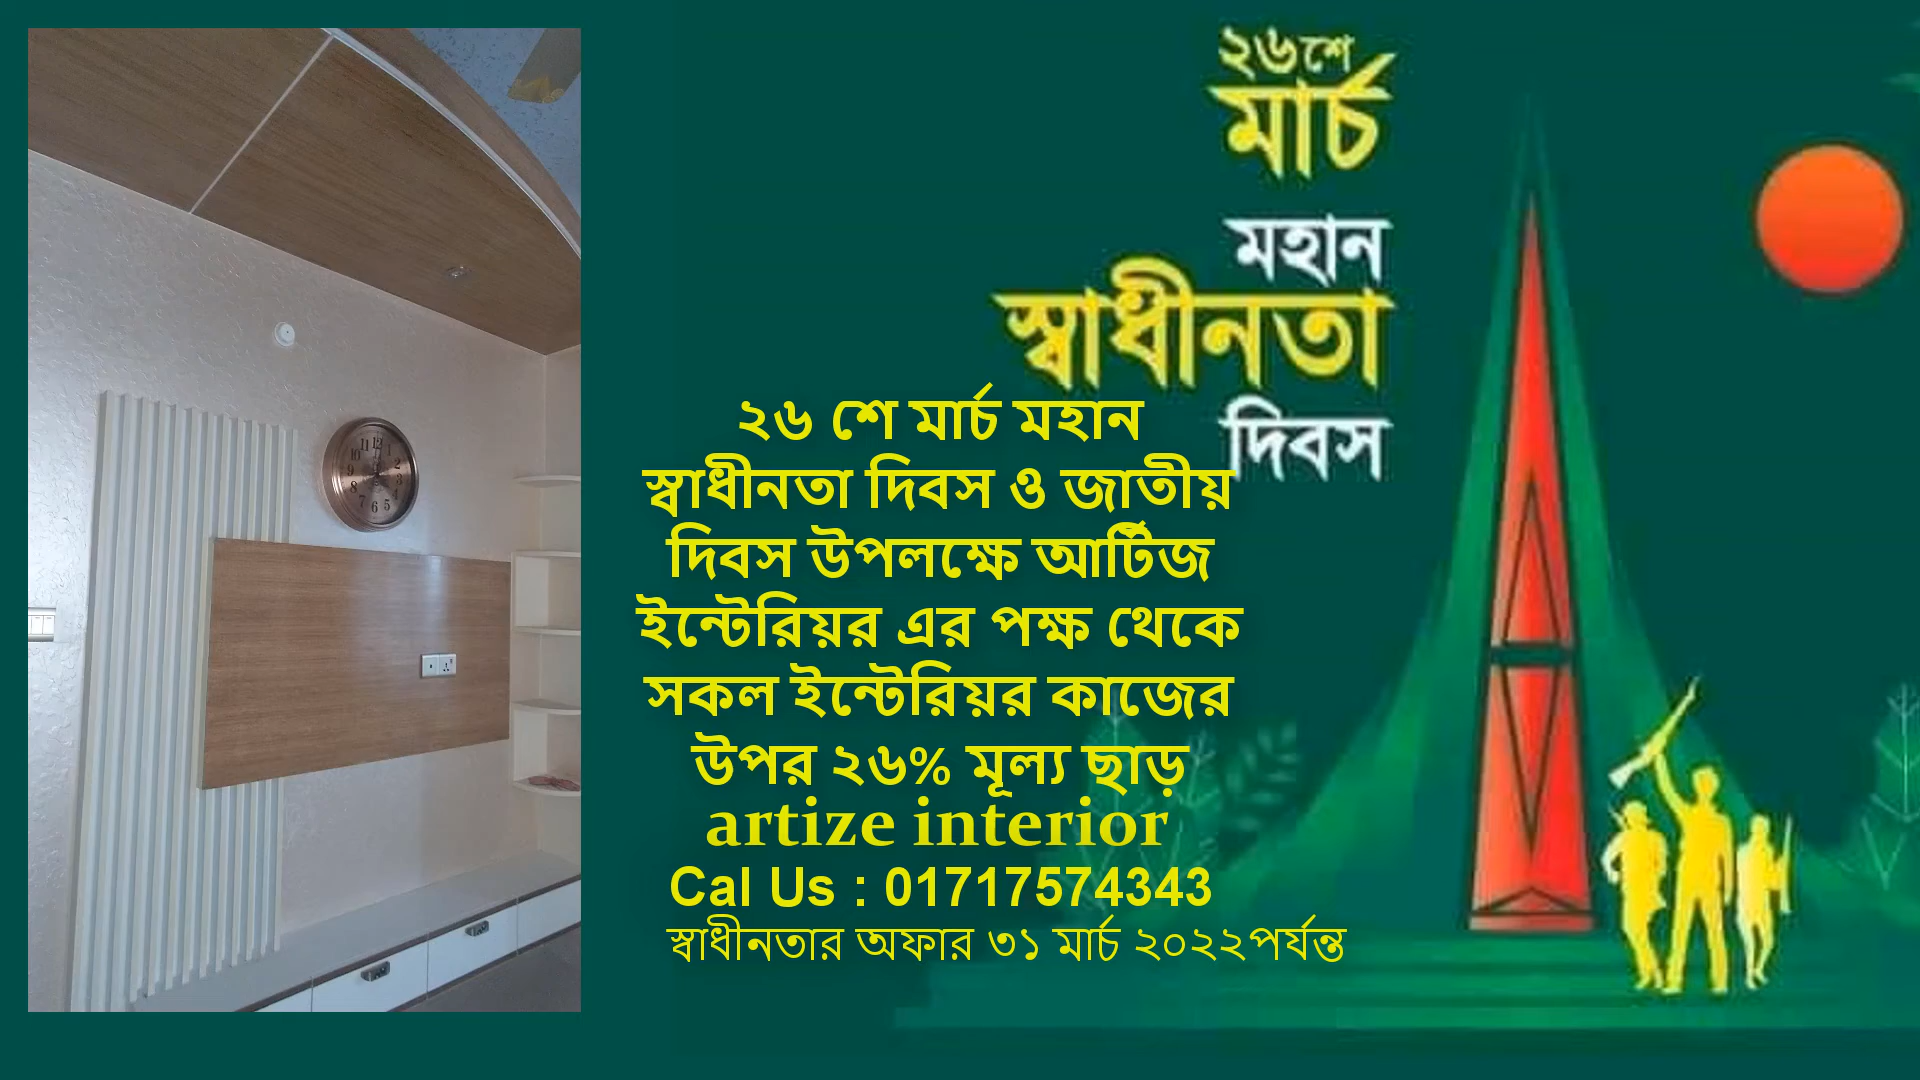 ২৬শে
মার্চ
মহান
স্বাধীনতা
দিবস
২৬ শে মার্চ মহান
স্বাধীনতা দিবস ও জাতীয়
দিবস উপলক্ষে আর্টিজ
ইন্টেরিয়র এর পক্ষ থেকে
সকল ইন্টেরিয়র কাজের
উপর ২৬% মূল্য ছাড়
artize interior
Cal Us : 01717574343
স্বাধীনতার অফার ৩১ মার্চ ২০২২পর্যন্ত